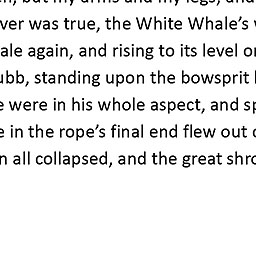 , but my arms and my legs, and
ver was true, the White Whale’s
ale again, and rising to its level o
ubb, standing upon the bowsprit
e were in his whole aspect, and sp
e in the rope’s final end flew out
n all collapsed, and the great shro